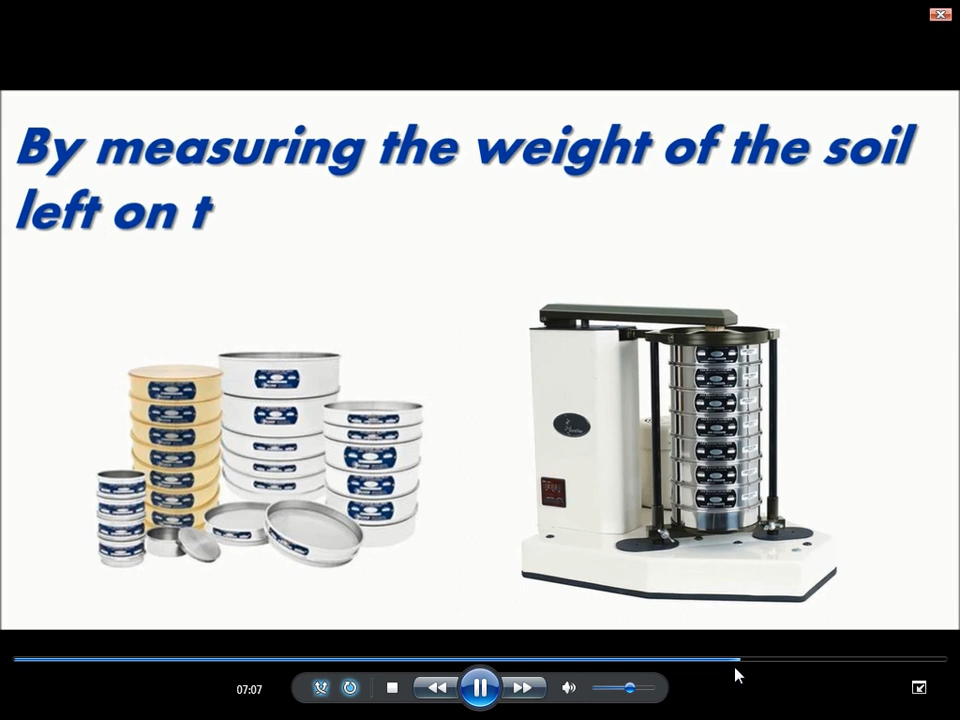 By measuring the weight of the soil
left on t
07:07